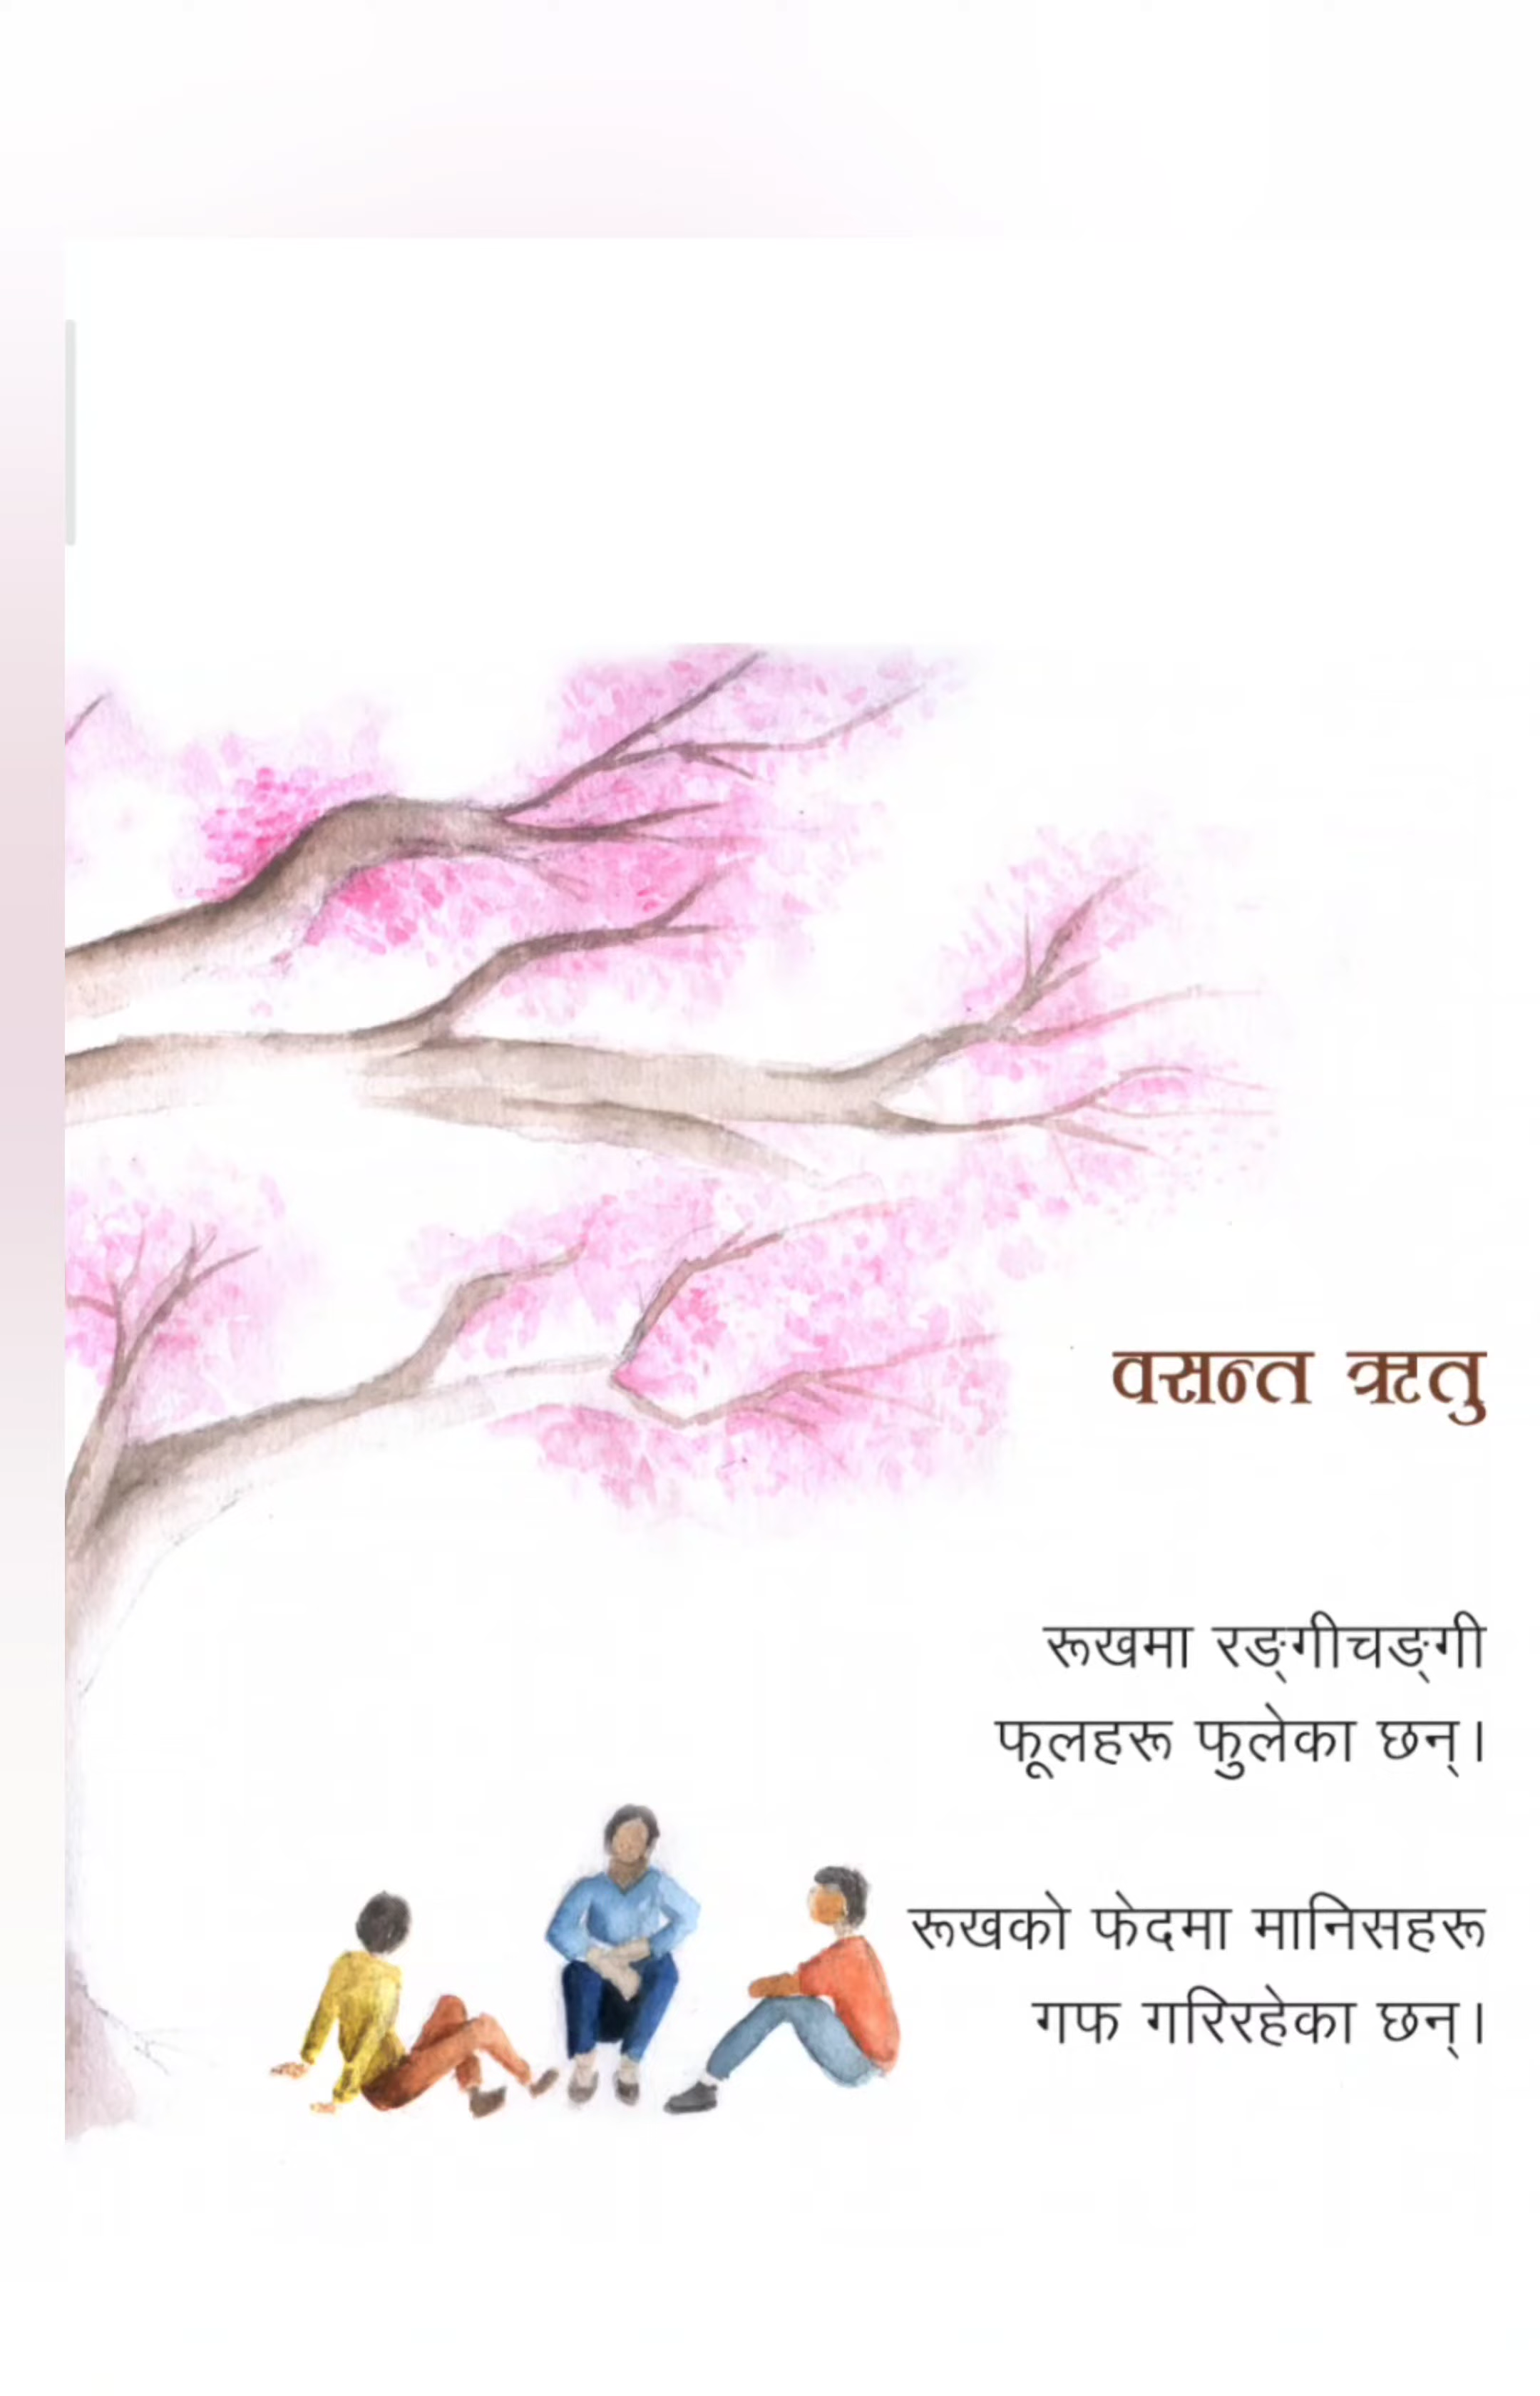 वसन्त ऋतु
रूखमा रङ्गीचङ्गी
फूलहरू फुलेका छन्।
रूखको फेदमा मानिसहरू
गफ गरिरहेका छन्।